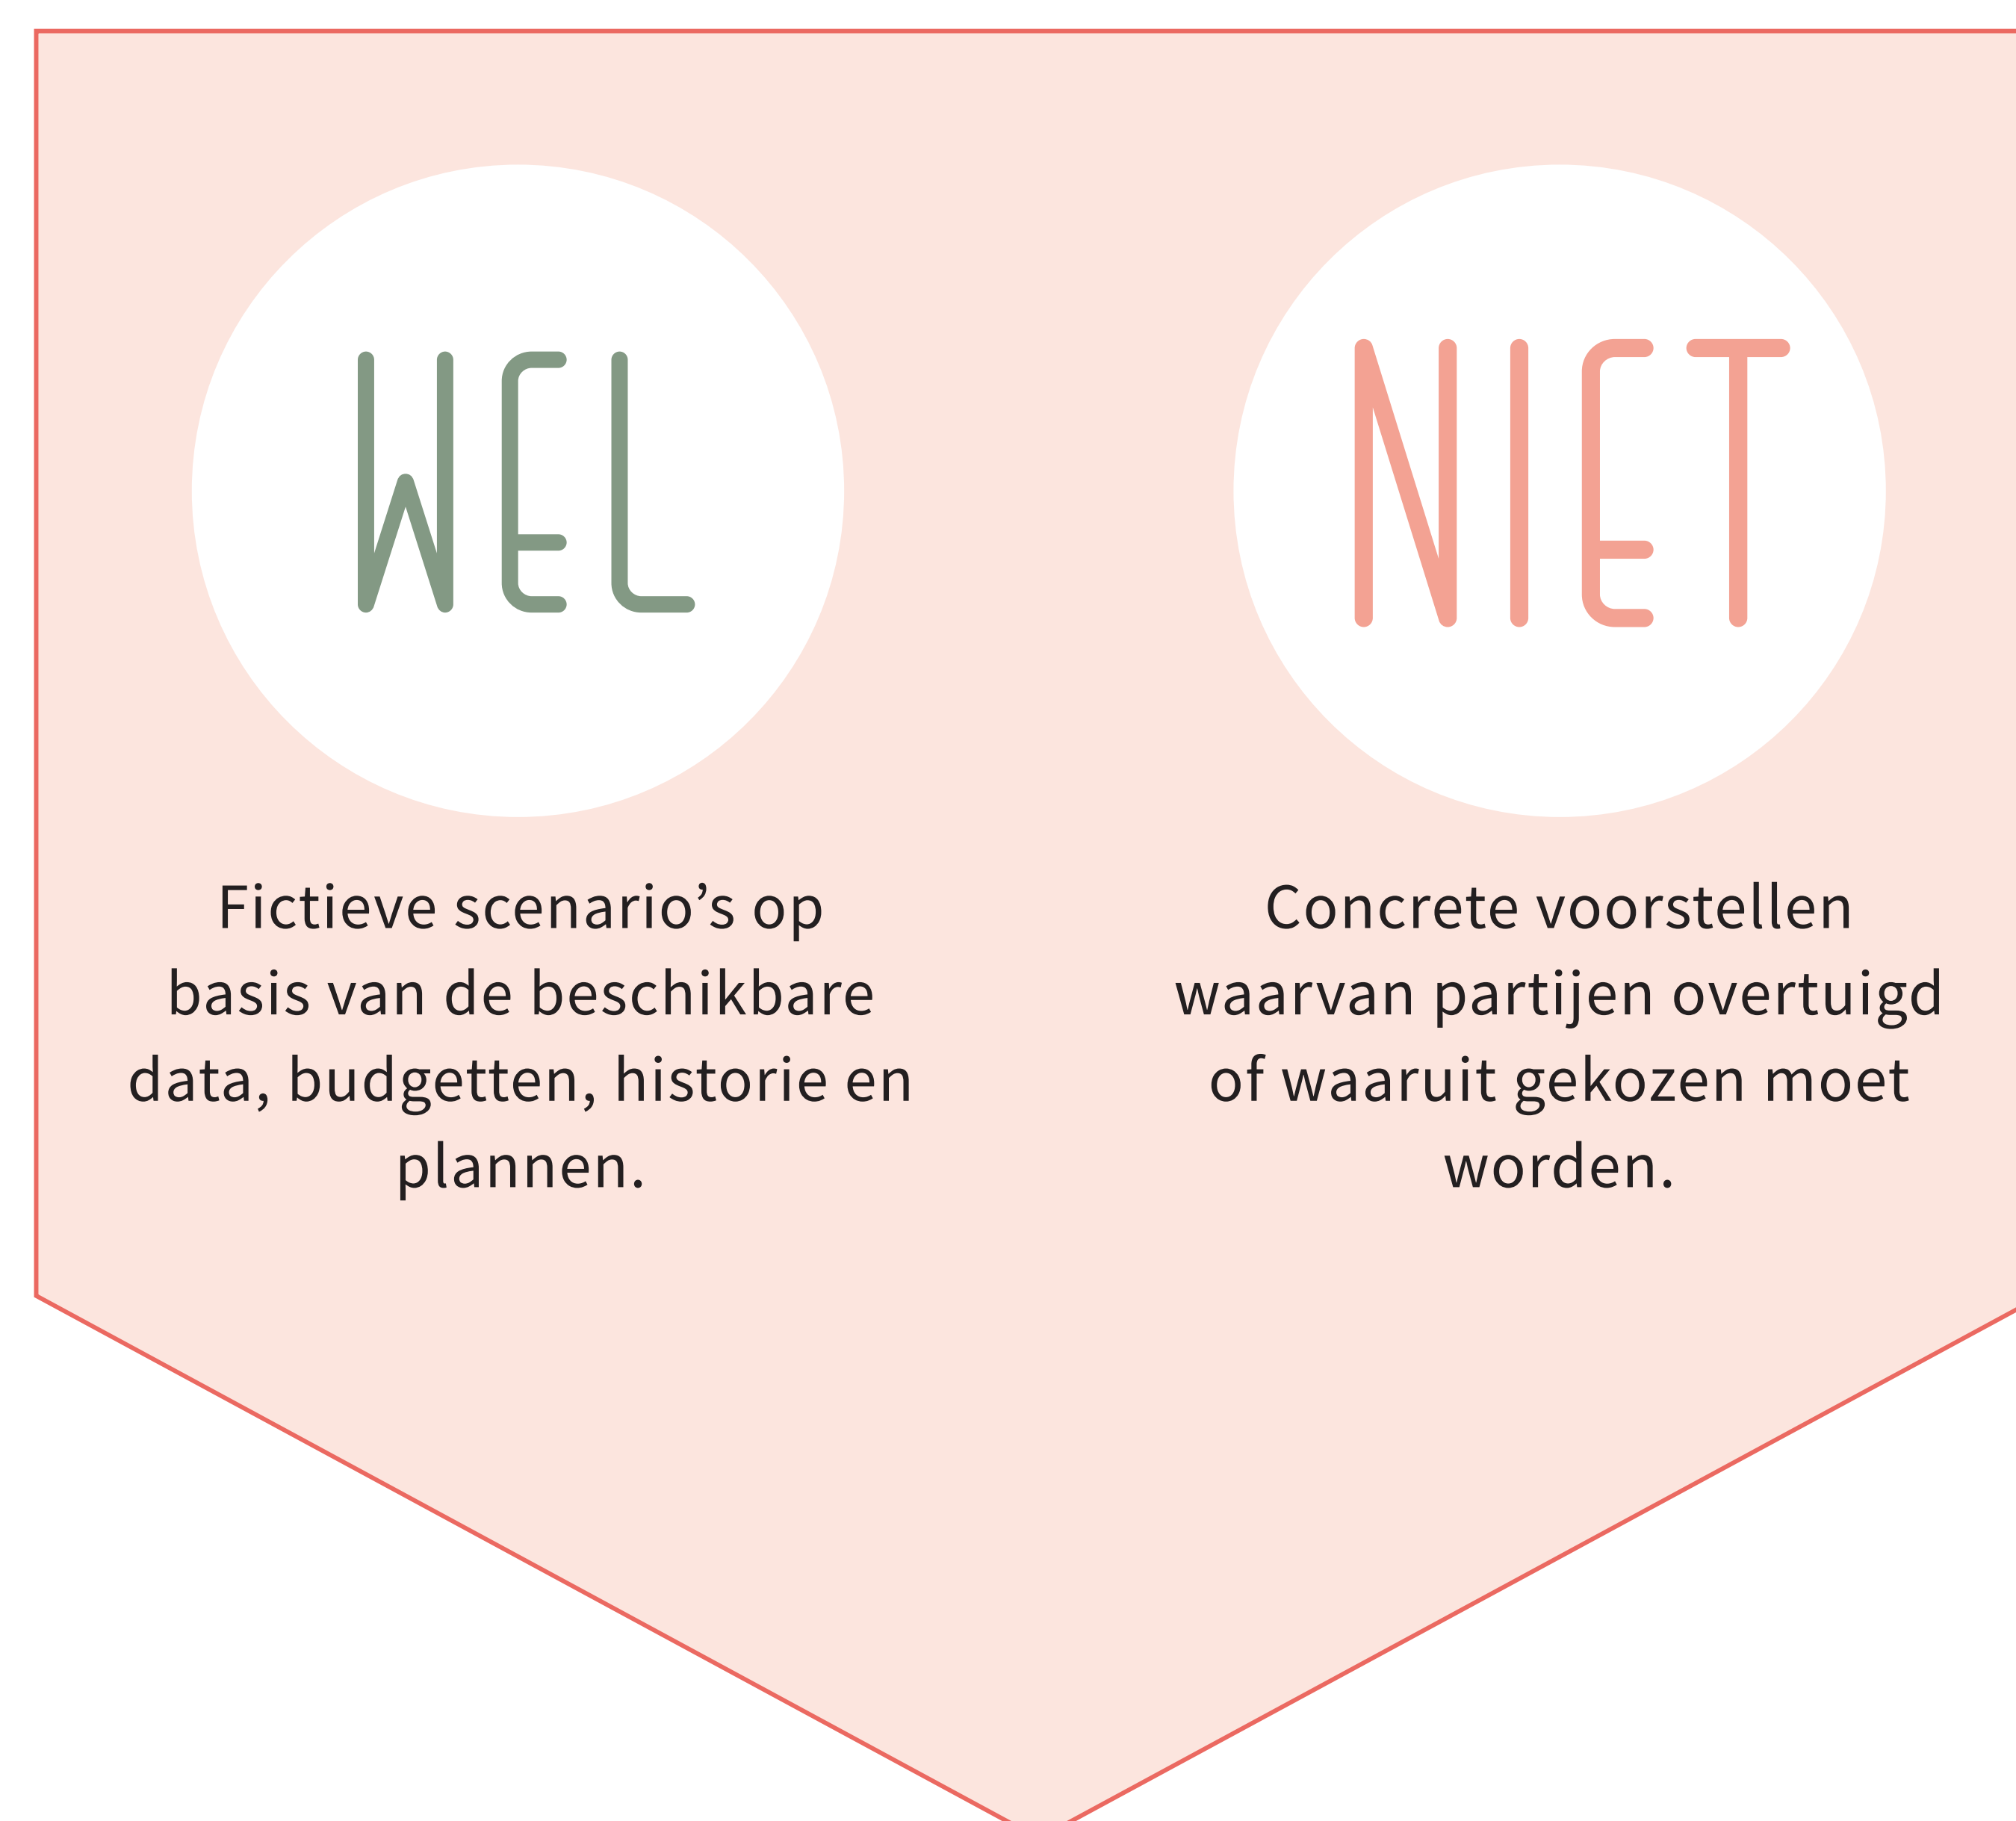 WEL
Fictieve scenario’s op
basis van de beschikbare
data, budgetten, historie en
plannen.
NIET
Concrete voorstellen
waarvan partijen overtuigd
of waaruit gekozen moet
worden.